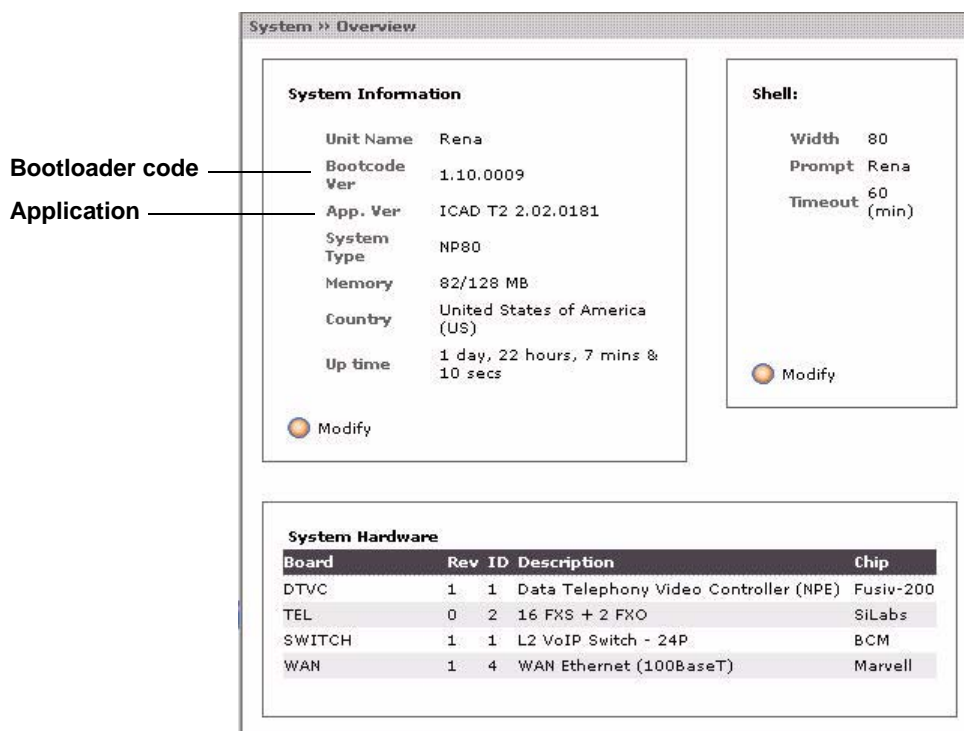 System » Overview
System Information
Unit Name Rena
Bootloader code
Bootcode Ver 1.10.0009
Application
App. Ver ICAD T2 2.02.0181
System Type NP80
Memory 82/128 MB
Country United States of America (US)
Up time 1 day, 22 hours, 7 mins & 10 secs
Modify
Shell:
Width 80
Prompt Rena
Timeout 60 (min)
Modify
System Hardware
Board Rev ID Description Chip
DTVC 1 1 Data Telephony Video Controller (NPE) Fusiv-200
TEL 0 2 16 FXS + 2 FXO SiLabs
SWITCH 1 1 L2 VoIP Switch - 24P BCM
WAN 1 4 WAN Ethernet (100BaseT) Marvell